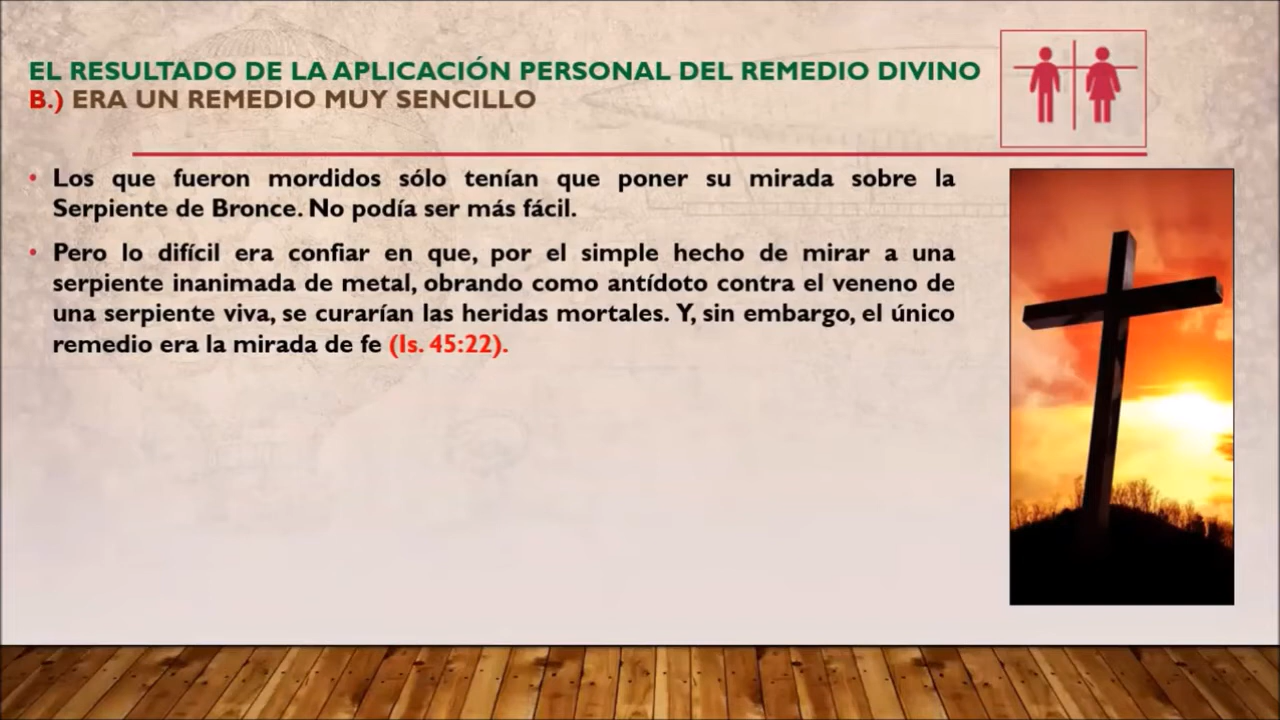 EL RESULTADO DE LA APLICACIÓN PERSONAL DEL REMEDIO DIVINO
B.) ERA UN REMEDIO MUY SENCILLO
• Los que fueron mordidos sólo tenían que poner su mirada sobre la
Serpiente de Bronce. No podía ser más fácil.
• Pero lo difícil era confiar en que, por el simple hecho de mirar a una
serpiente inanimada de metal, obrando como antídoto contra el veneno de
una serpiente viva, se curarían las heridas mortales. Y, sin embargo, el único
remedio era la mirada de fe (Is. 45:22).